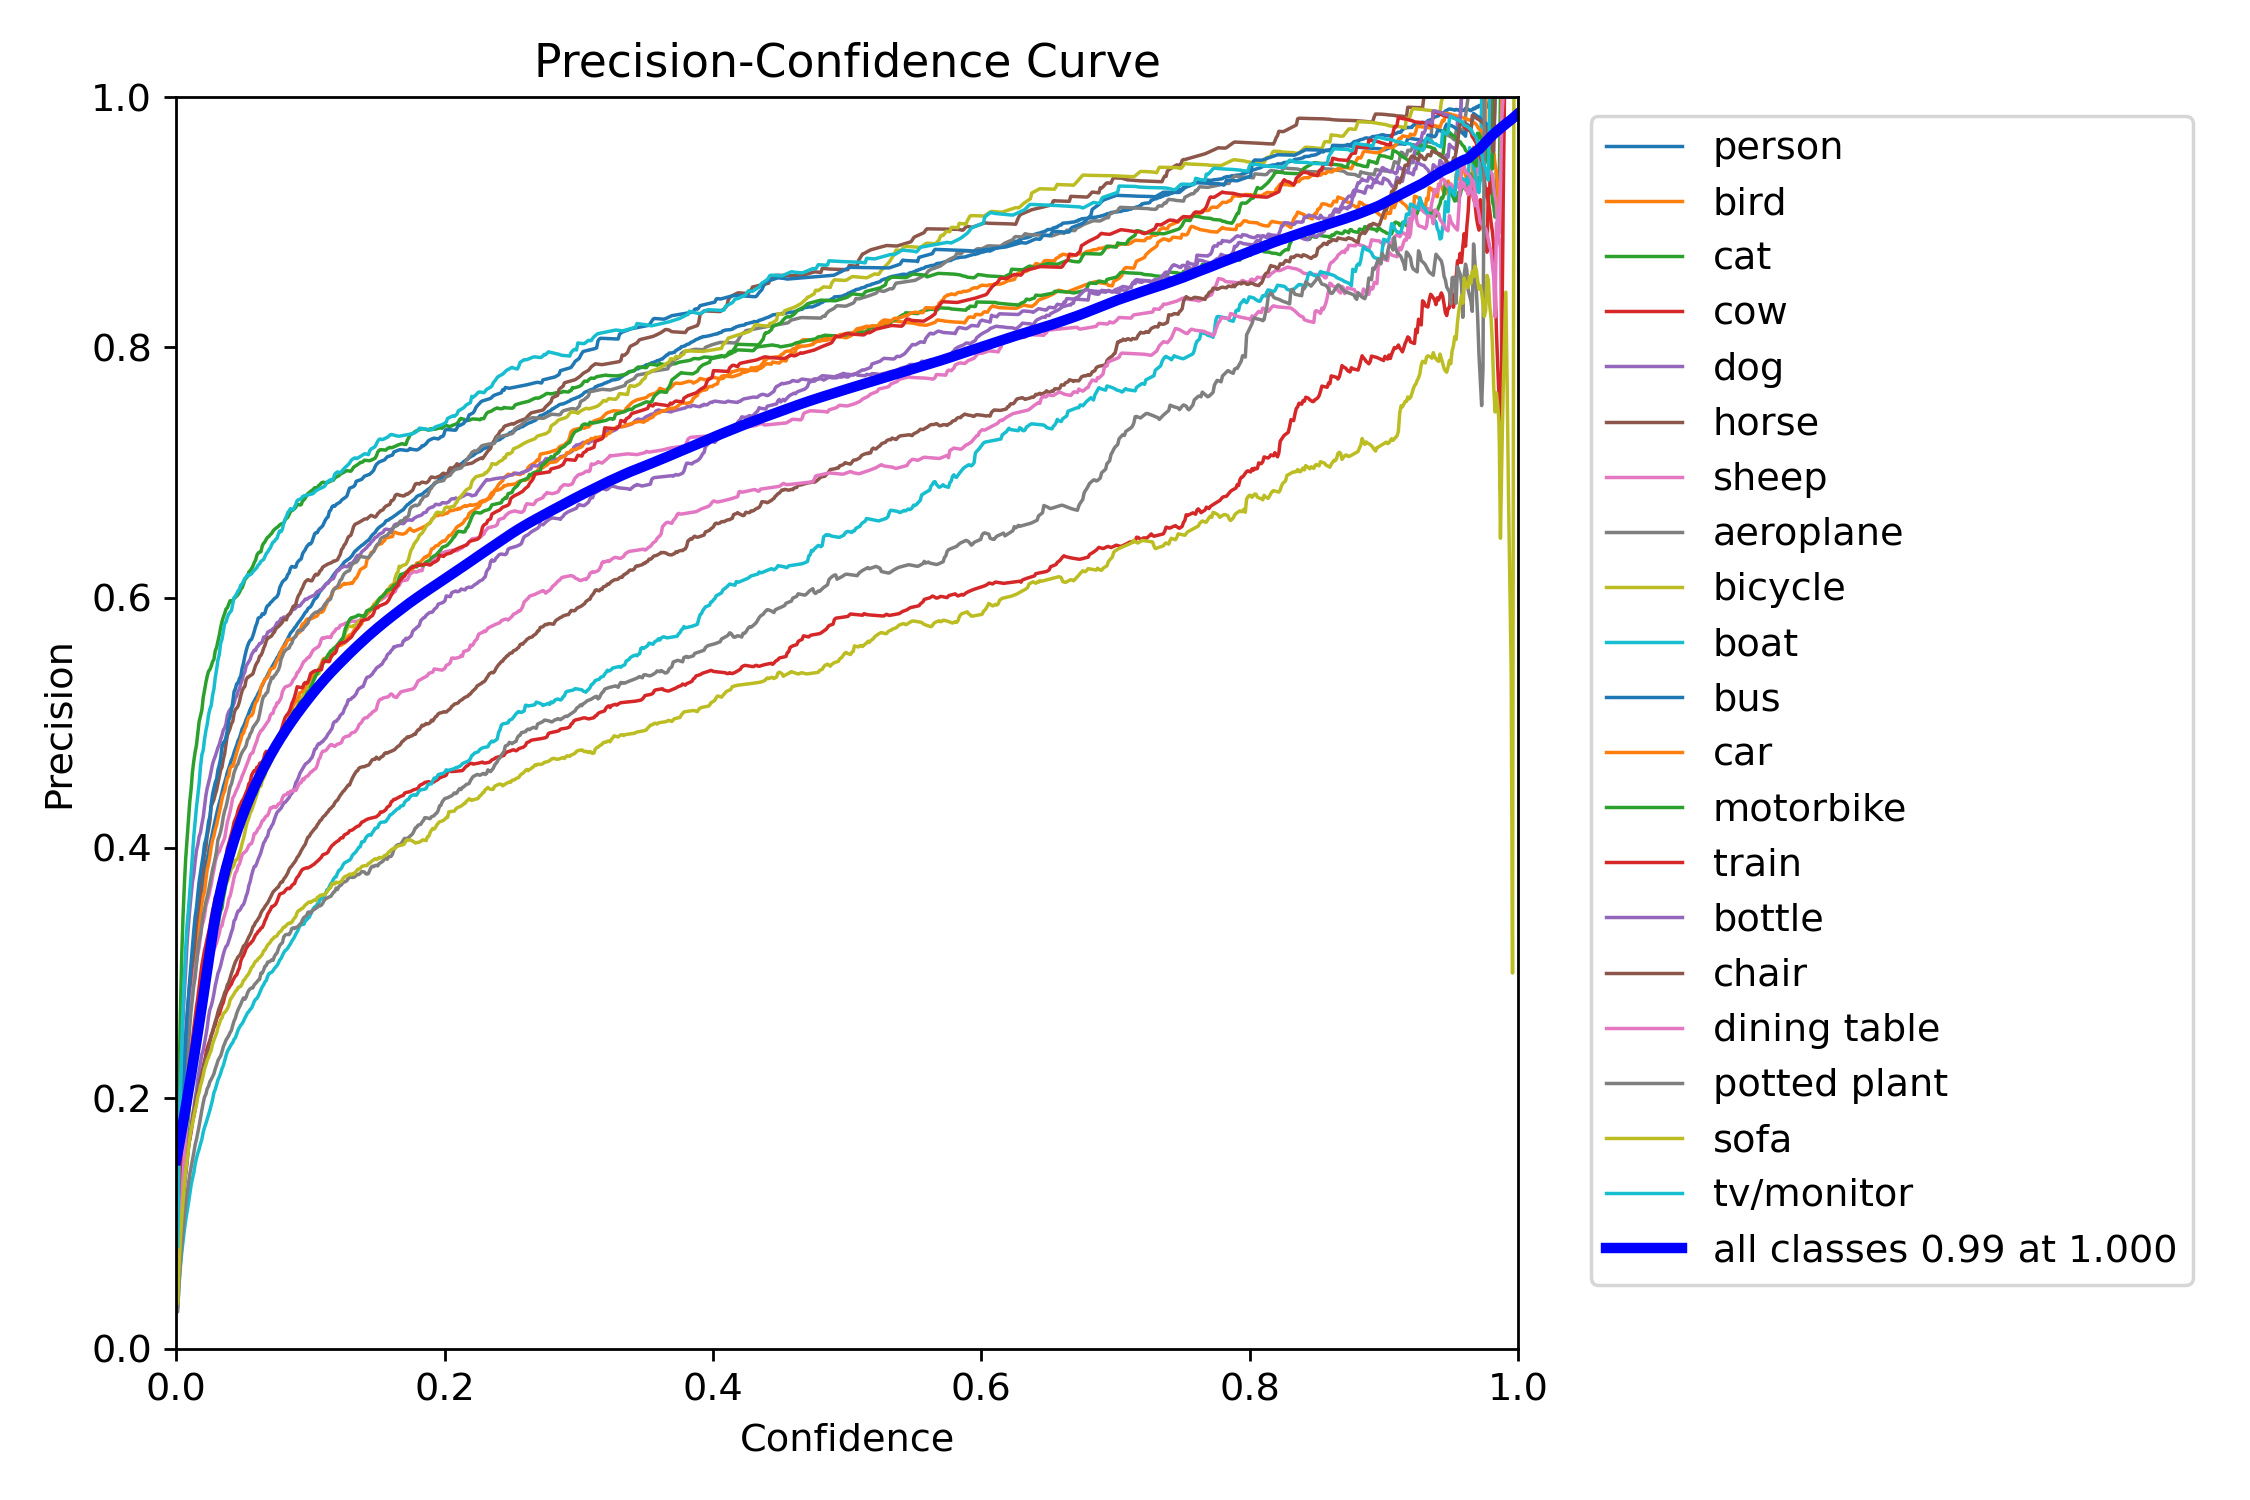 Precision-Confidence Curve
1.0
0.8
0.6
0.4
0.2
0.0
Precision
0.0 0.2 0.4 0.6 0.8 1.0
Confidence
person
bird
cat
cow
dog
horse
sheep
aeroplane
bicycle
boat
bus
car
motorbike
train
bottle
chair
dining table
potted plant
sofa
tv/monitor
all classes 0.99 at 1.000